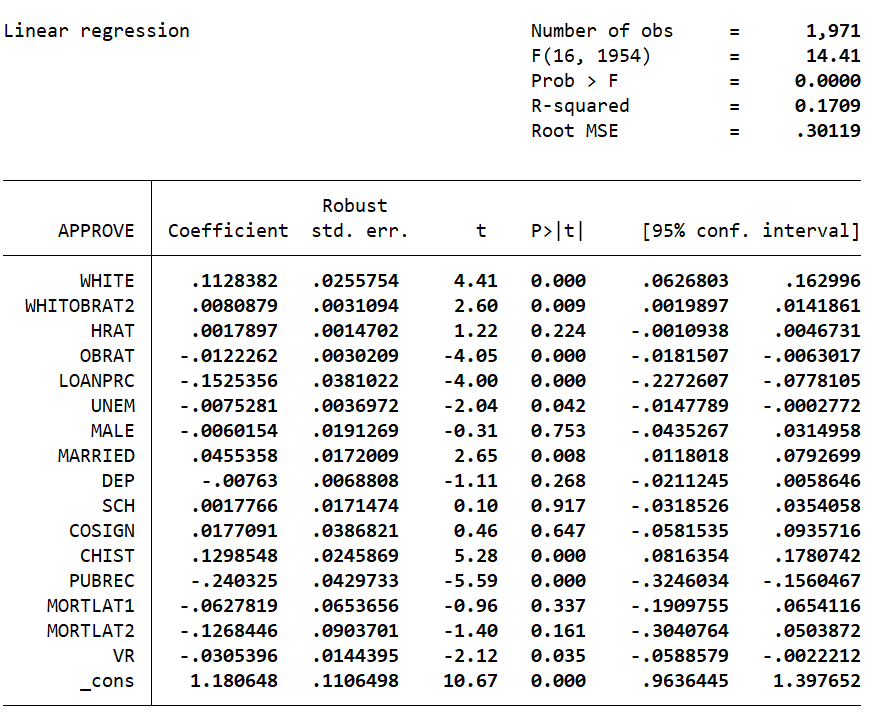 Linear regression Number of obs = 1,971
F(16, 1954) = 14.41
Prob > F = 0.0000
R-squared = 0.1709
Root MSE = .30119
Robust
APPROVE Coefficient std. err. t P>|t| [95% conf. interval]
WHITE .1128382 .0255754 4.41 0.000 .0626803 .162996
WHITOBRAT2 .0080879 .0031094 2.60 0.009 .0019897 .0141861
HRAT .0017897 .0014702 1.22 0.224 -.0010938 .0046731
OBRAT -.0122262 .0030209 -4.05 0.000 -.0181507 -.0063017
LOANPRC -.1525356 .0381022 -4.00 0.000 -.2272607 -.0778105
UNEM -.0075281 .0036972 -2.04 0.042 -.0147789 -.0002772
MALE -.0060154 .0191269 -0.31 0.753 -.0435267 .0314958
MARRIED .0455358 .0172009 2.65 0.008 .0118018 .0792699
DEP -.00763 .0068808 -1.11 0.268 -.0211245 .0058646
SCH .0017766 .0171474 0.10 0.917 -.0318526 .0354058
COSIGN .0177091 .0386821 0.46 0.647 -.0581535 .0935716
CHIST .1298548 .0245869 5.28 0.000 .0816354 .1780742
PUBREC -.240325 .0429733 -5.59 0.000 -.3246034 -.1560467
MORTLAT1 -.0627819 .0653656 -0.96 0.337 -.1909755 .0654116
MORTLAT2 -.1268446 .0903701 -1.40 0.161 -.3040764 .0503872
VR -.0305396 .0144395 -2.12 0.035 -.0588579 -.0022212
_cons 1.180648 .1106498 10.67 0.000 .9636445 1.397652